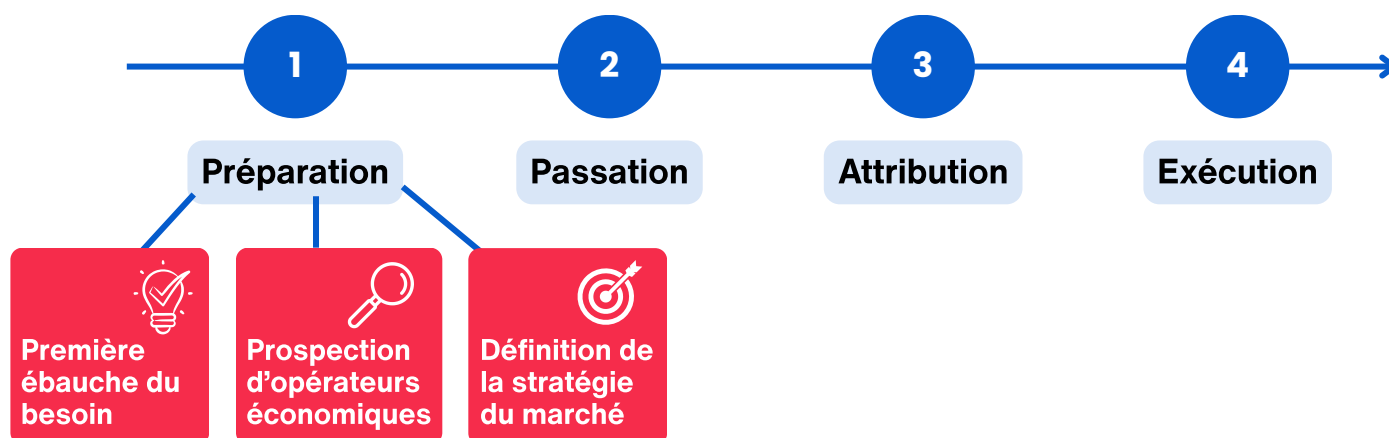 1
2
3
4
Préparation
Passation
Attribution
Exécution
Première
ébauche du
besoin
Prospection
d’opérateurs
économiques
Définition de
la stratégie
du marché